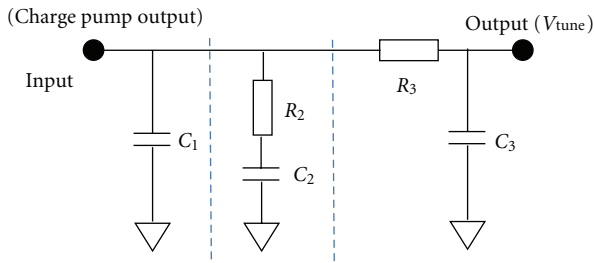 (Charge pump output)
Output (Vtune)
Input
R3
R2
C1
C3
C2